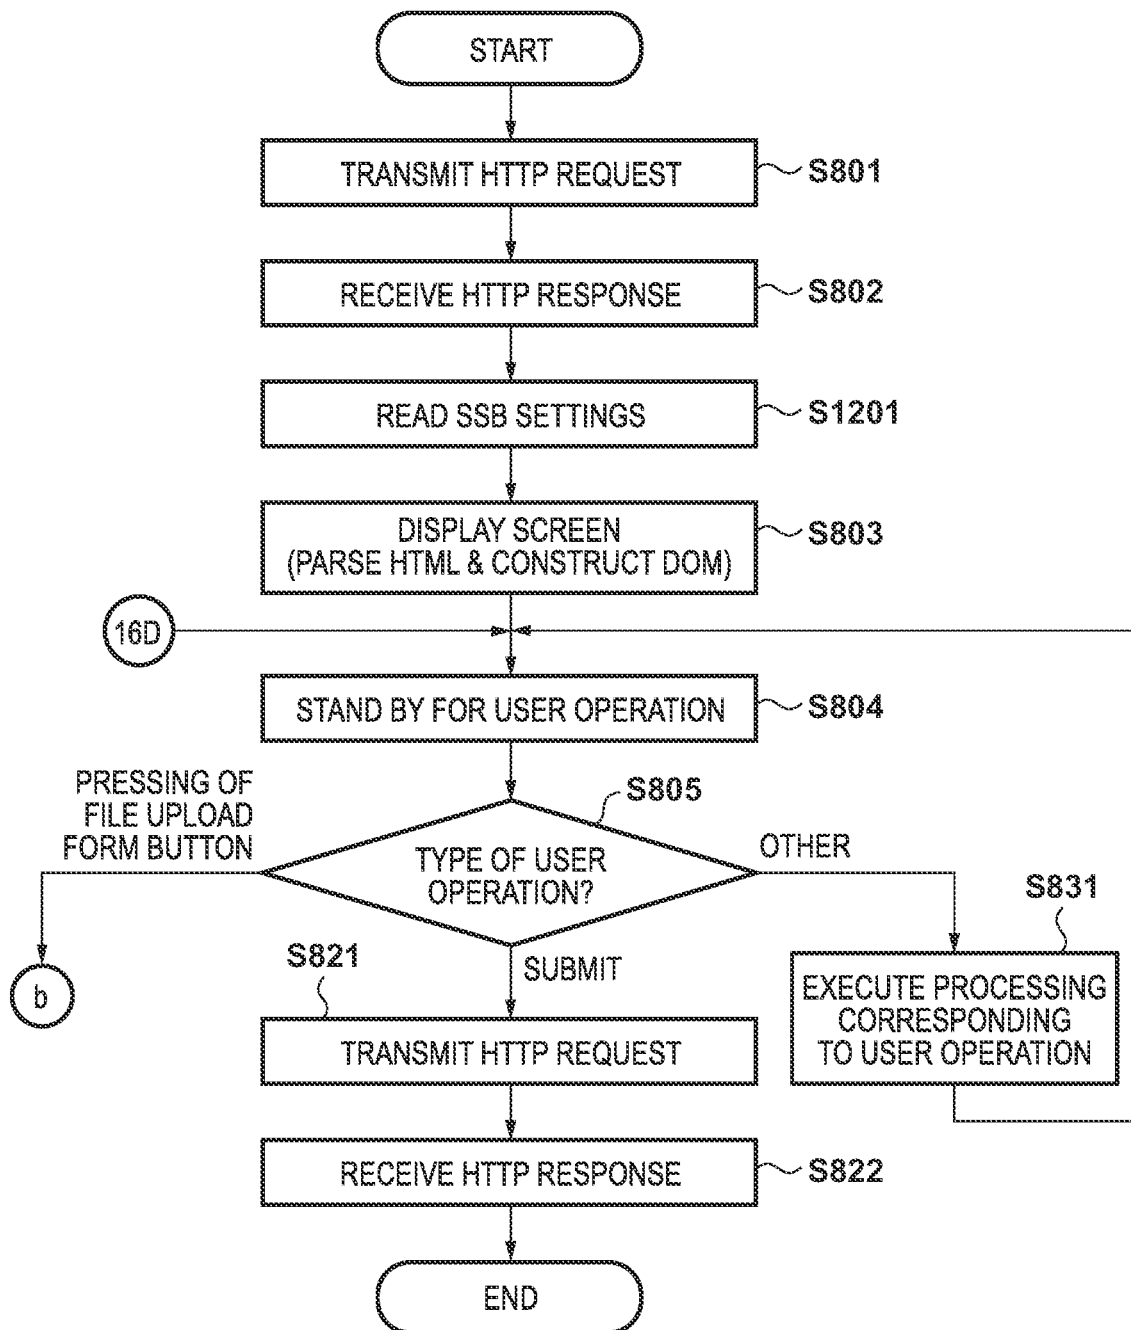 START
TRANSMIT HTTP REQUEST
S801
RECEIVE HTTP RESPONSE
S802
READ SSB SETTINGS
S1201
DISPLAY SCREEN
(PARSE HTML & CONSTRUCT DOM)
S803
16D
STAND BY FOR USER OPERATION
S804
PRESSING OF
FILE UPLOAD
FORM BUTTON
S805
TYPE OF USER
OPERATION?
OTHER
S831
b
S821
SUBMIT
EXECUTE PROCESSING
CORRESPONDING
TO USER OPERATION
TRANSMIT HTTP REQUEST
RECEIVE HTTP RESPONSE
S822
END